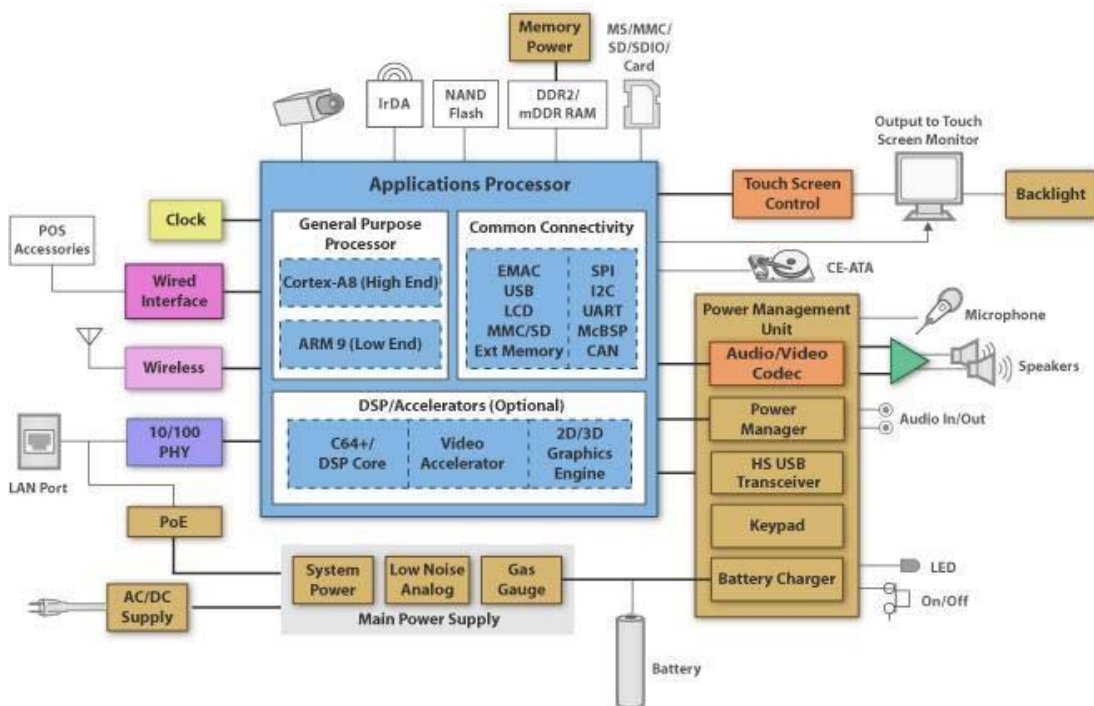 Memory
Power
MS/MMC/
SD/SDIO/
Card
IrDA
NAND
Flash
DDR2/
mDDR RAM
Output to Touch
Screen Monitor
Applications Processor
Touch Screen
Control
Backlight
Clock
General Purpose
Processor
Common Connectivity
POS
Accessories
Wired
Interface
Cortex-A8 (High End)
ARM 9 (Low End)
EMAC
USB
LCD
MMC/SD
Ext Memory
SPI
I2C
UART
McBSP
CAN
CE-ATA
Power Management
Unit
Microphone
Wireless
Audio/Video
Codec
Speakers
DSP/Accelerators (Optional)
C64+/
DSP Core
Video
Accelerator
2D/3D
Graphics
Engine
10/100
PHY
LAN Port
Power
Manager
Audio In/Out
HS USB
Transceiver
PoE
Keypad
System
Power
Low Noise
Analog
Gas
Gauge
Battery Charger
LED
AC/DC
Supply
Main Power Supply
On/Off
Battery